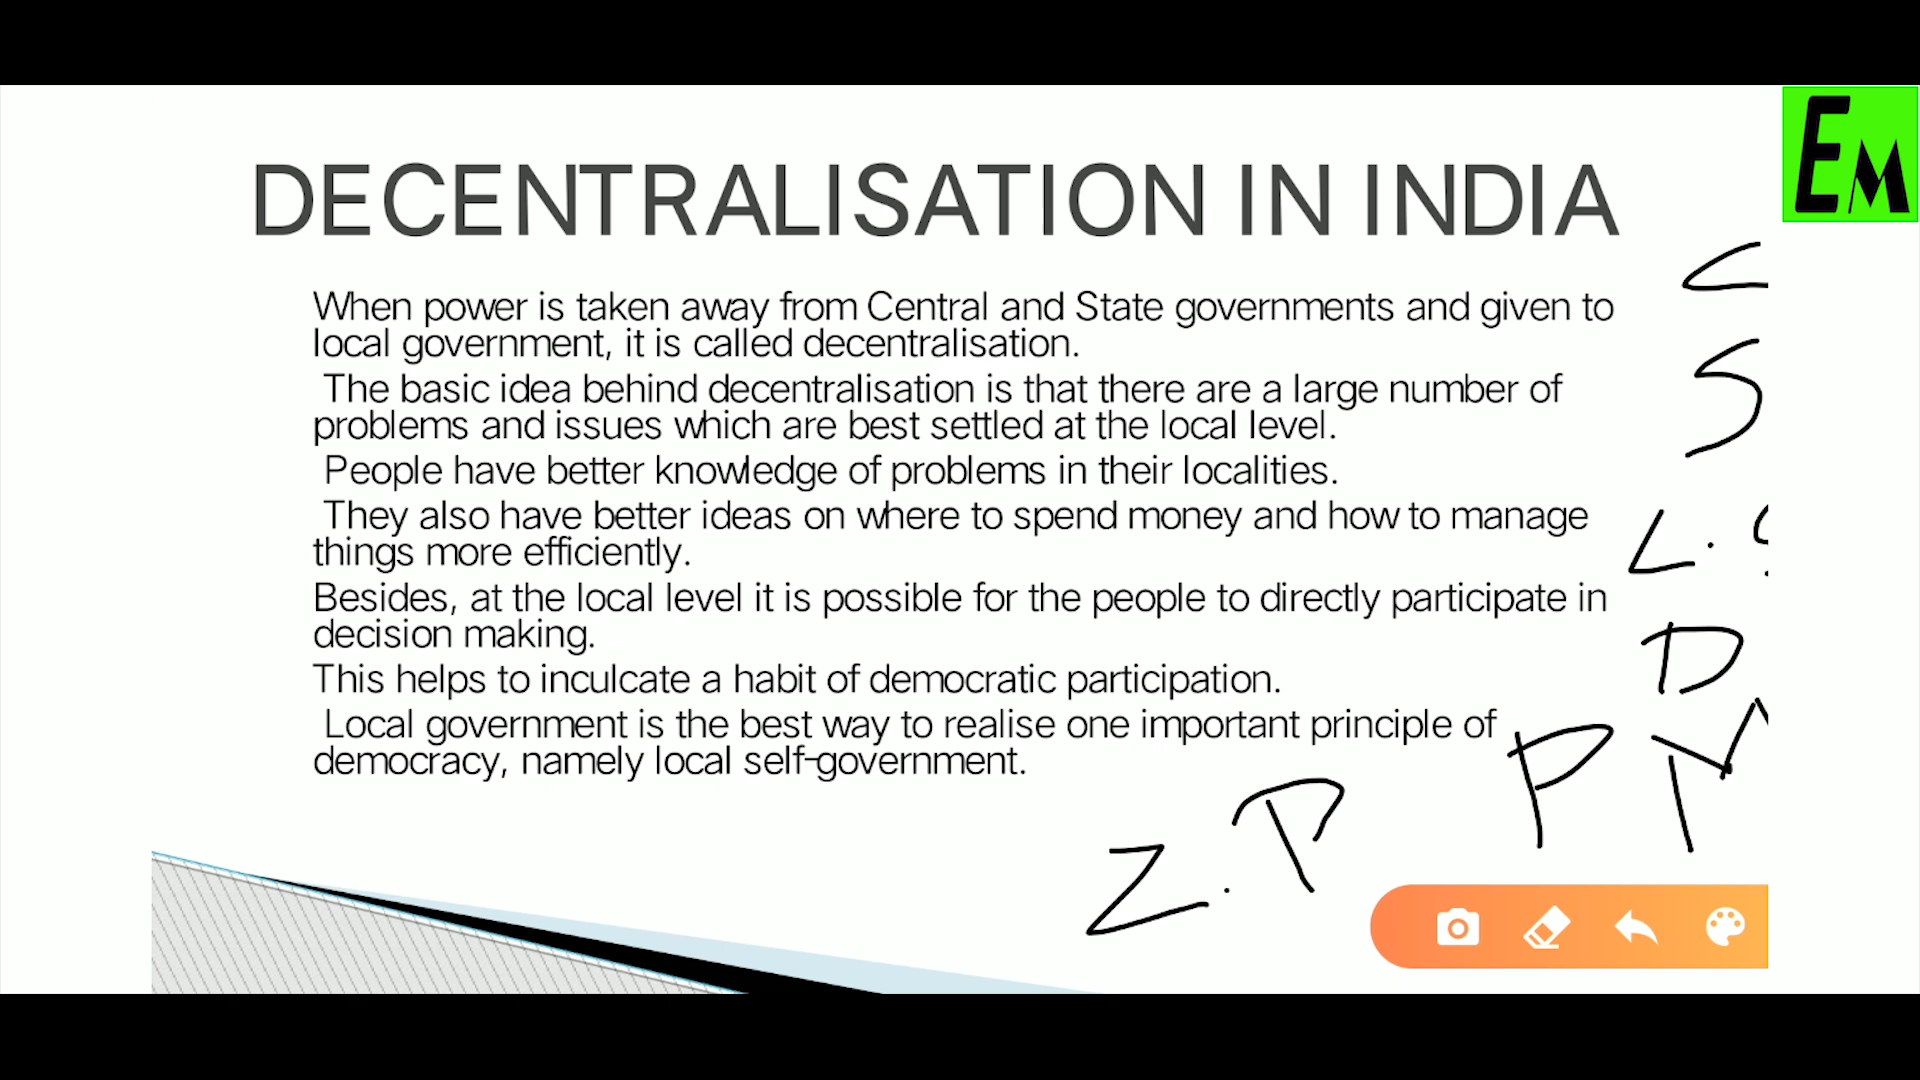 EM
DECENTRALISATION IN INDIA
When power is taken away from Central and State governments and given to
local government, it is called decentralisation.
The basic idea behind decentralisation is that there are a large number of
problems and issues which are best settled at the local level.
People have better knowledge of problems in their localities.
They also have better ideas on where to spend money and how to manage
things more efficiently.
Besides, at the local level it is possible for the people to directly participate in
decision making.
This helps to inculcate a habit of democratic participation.
Local government is the best way to realise one important principle of
democracy, namely local self-government.
S
L.
D
P
Z.P